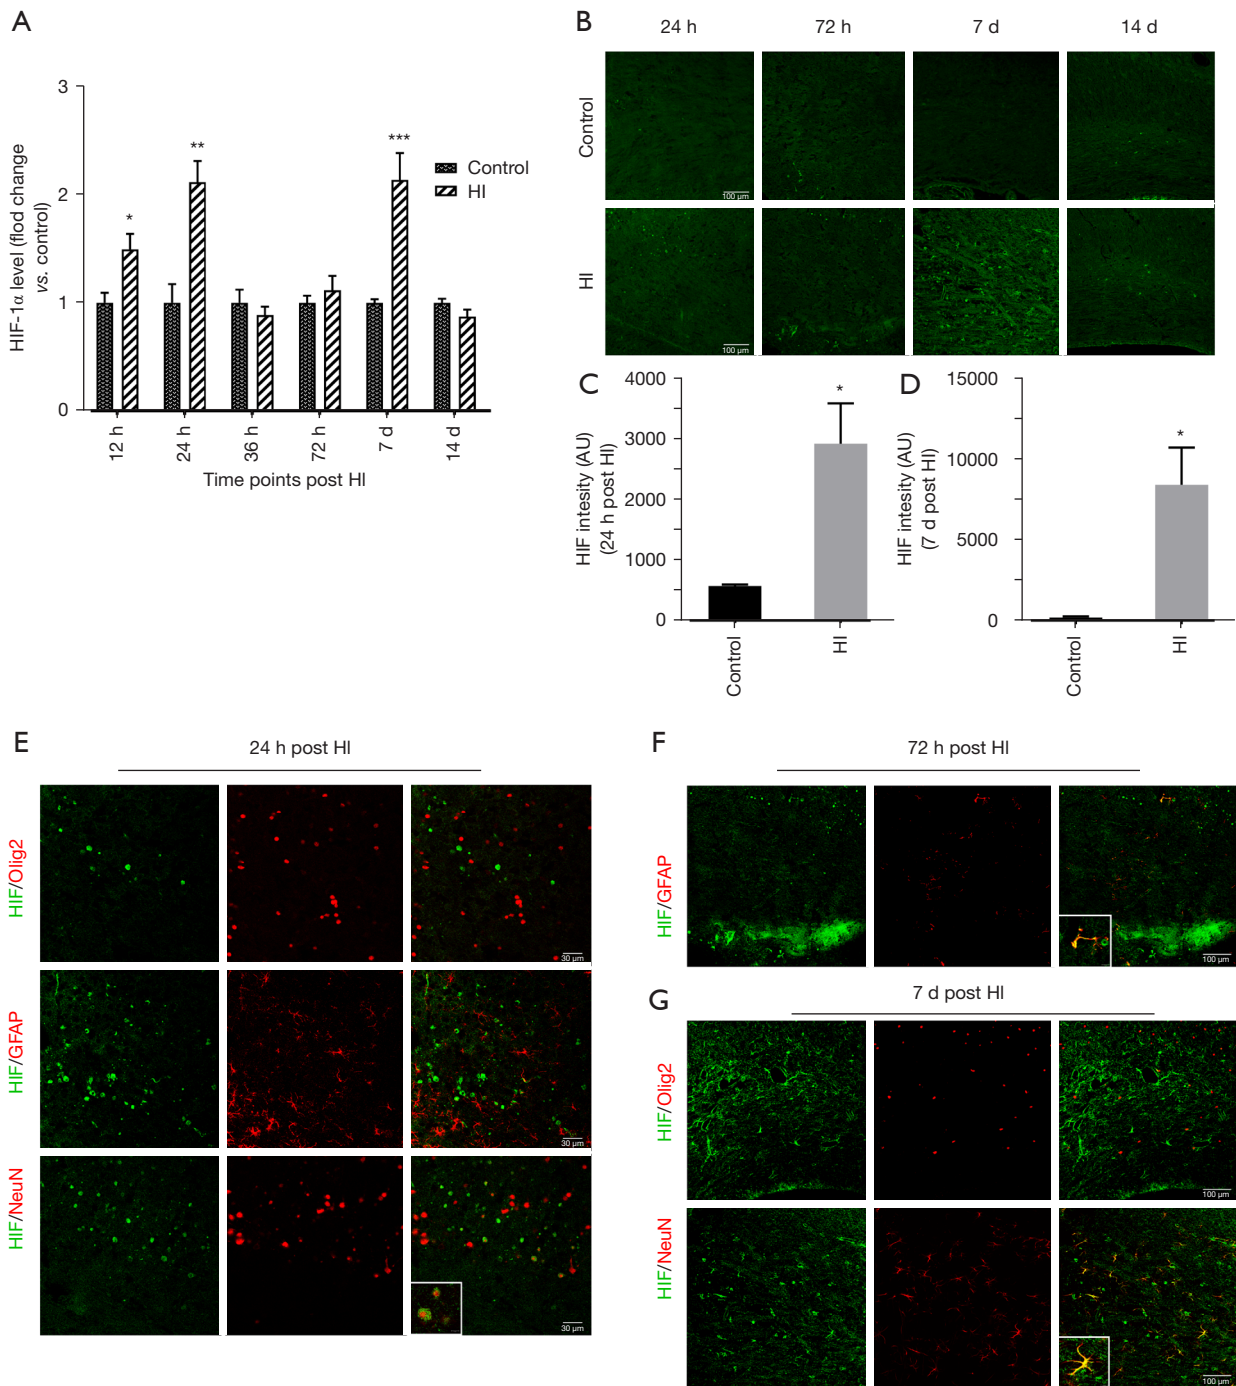 A
HIF-1α level (flod change
vs. control)
3
2
1
0
*
**
***
Control
HI
12 h
24 h
36 h
72 h
7 d
14 d
Time points post HI
B
24 h
72 h
7 d
14 d
Control
HI
100 µm
100 µm
C
HIF intesity (AU)
(24 h post HI)
4000
3000
2000
1000
0
*
Control
HI
D
HIF intesity (AU)
(7 d post HI)
15000
10000
5000
0
*
Control
HI
E
24 h post HI
HIF/Olig2
30 µm
HIF/GFAP
30 µm
HIF/NeuN
30 µm
F
72 h post HI
HIF/GFAP
100 µm
G
7 d post HI
HIF/Olig2
100 µm
HIF/NeuN
100 µm